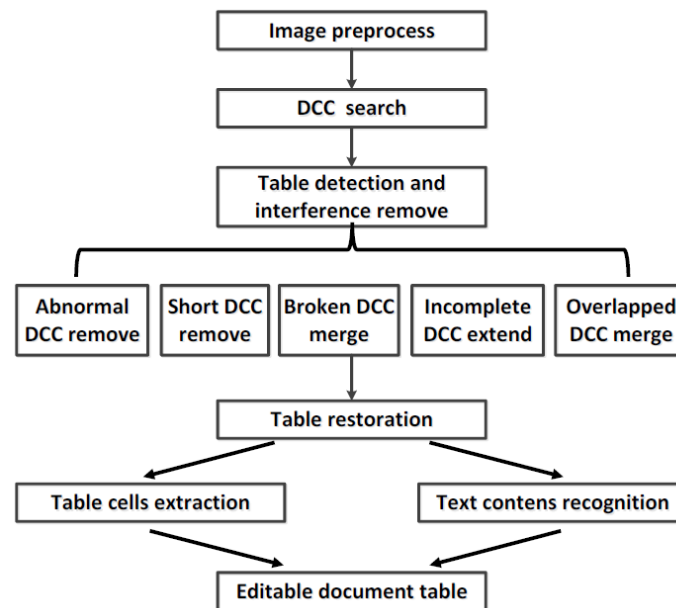 Image preprocess
DCC search
Table detection and
interference remove
Abnormal
DCC remove
Short DCC
remove
Broken DCC
merge
Incomplete
DCC extend
Overlapped
DCC merge
Table restoration
Table cells extraction
Text contens recognition
Editable document table